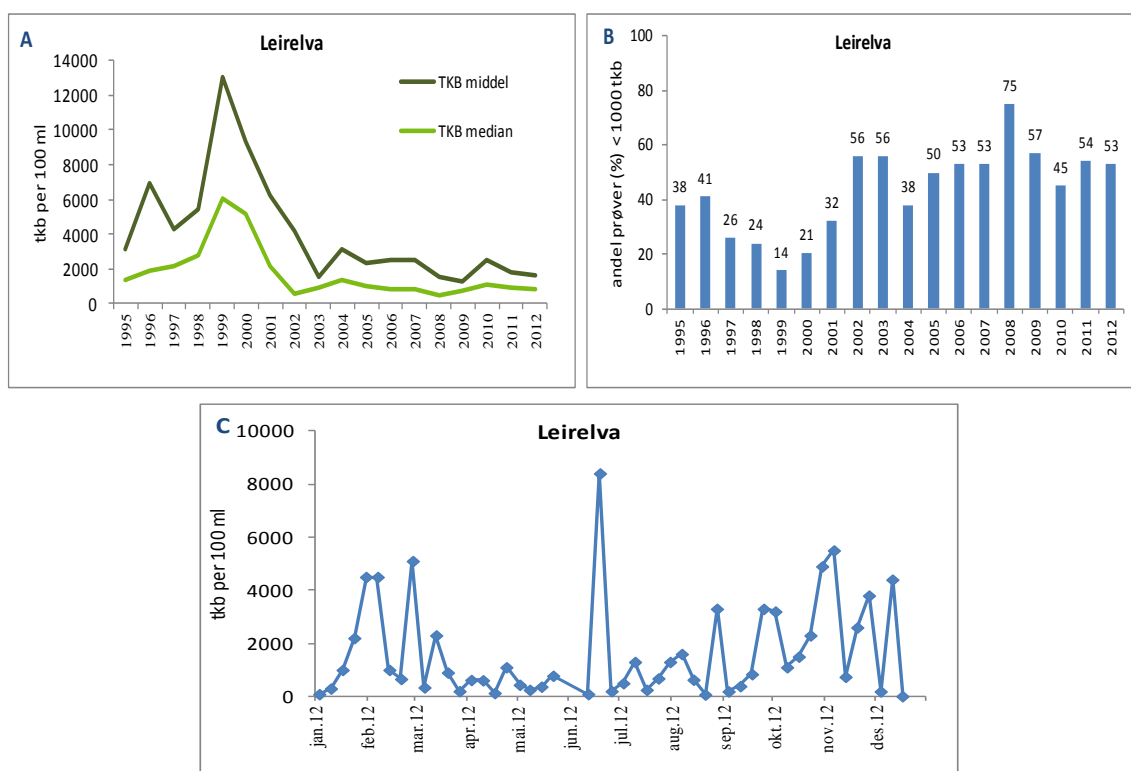 A
Leirelva
14000
12000
10000
8000
6000
4000
2000
0
tkb per 100 ml
TKB middel
TKB median
1995 1996 1997 1998 1999 2000 2001 2002 2003 2004 2005 2006 2007 2008 2009 2010 2011 2012
B
Leirelva
100
80
60
40
20
0
andel prøver (%) < 1000 tkb
38 41 26 24 14 21 32 56 56 38 50 53 53 75 57 45 54 53
1995 1996 1997 1998 1999 2000 2001 2002 2003 2004 2005 2006 2007 2008 2009 2010 2011 2012
C
Leirelva
10000
8000
6000
4000
2000
0
tkb per 100 ml
jan.12 feb.12 mar.12 apr.12 mai.12 jun.12 jul.12 aug.12 sep.12 okt.12 nov.12 des.12